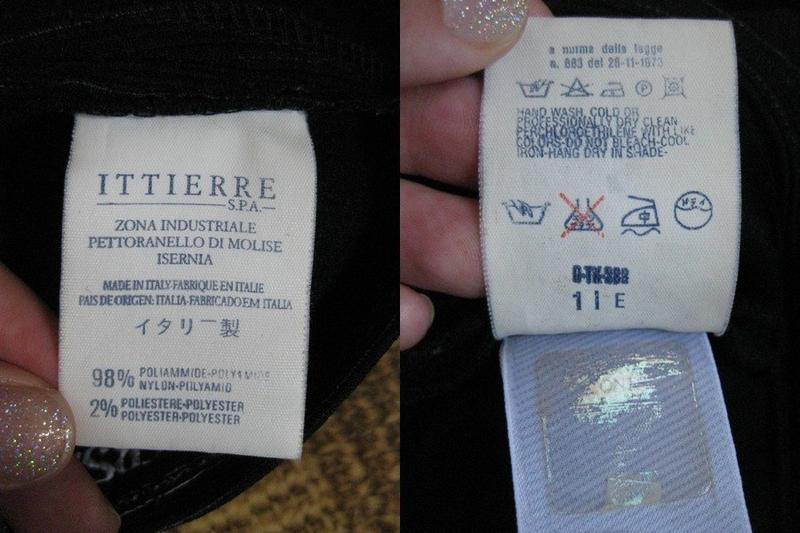 ITTIERRE
S.P.A.
ZONA INDUSTRIALE
PETTORANELLO DI MOLISE
ISERNIA
MADE IN ITALY-FABRIQUE EN ITALIE
PAIS DE ORIGEN: ITALIA-FABRICADO EM ITALIA
イタリー製
98% POLIAMMIDE-POLYAMIDE
NYLON-POLYAMID
2% POLIESTERE-POLYESTER
POLYESTER-POLYESTER
a norma della legge
n. 883 del 26-11-1973
P
HAND WASH, COLD OR
PROFESSIONALLY DRY CLEAN
PERCHLOROETHILENE WITH LIKE
COLORS-DO NOT BLEACH-COOL
IRON-HANG DRY IN SHADE-
1 I E